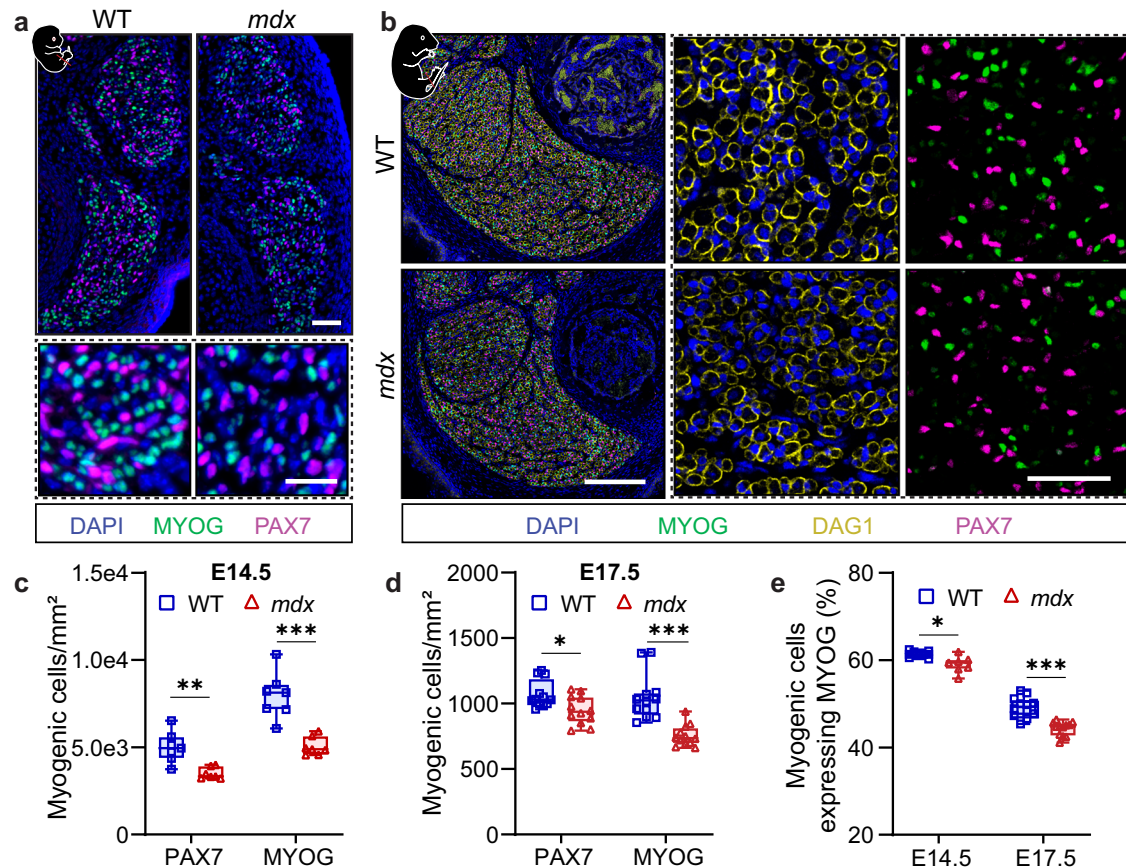 a
WT
mdx
b
WT
mdx
DAPI MYOG PAX7
DAPI MYOG DAG1 PAX7
c
E14.5
WT mdx
Myogenic cells/mm²
1.5e4
1.0e4
5.0e3
0
** ***
PAX7 MYOG
d
E17.5
WT mdx
Myogenic cells/mm²
2000
1500
1000
500
0
* ***
PAX7 MYOG
e
WT mdx
Myogenic cells
expressing MYOG (%)
80
60
40
20
* ***
E14.5 E17.5